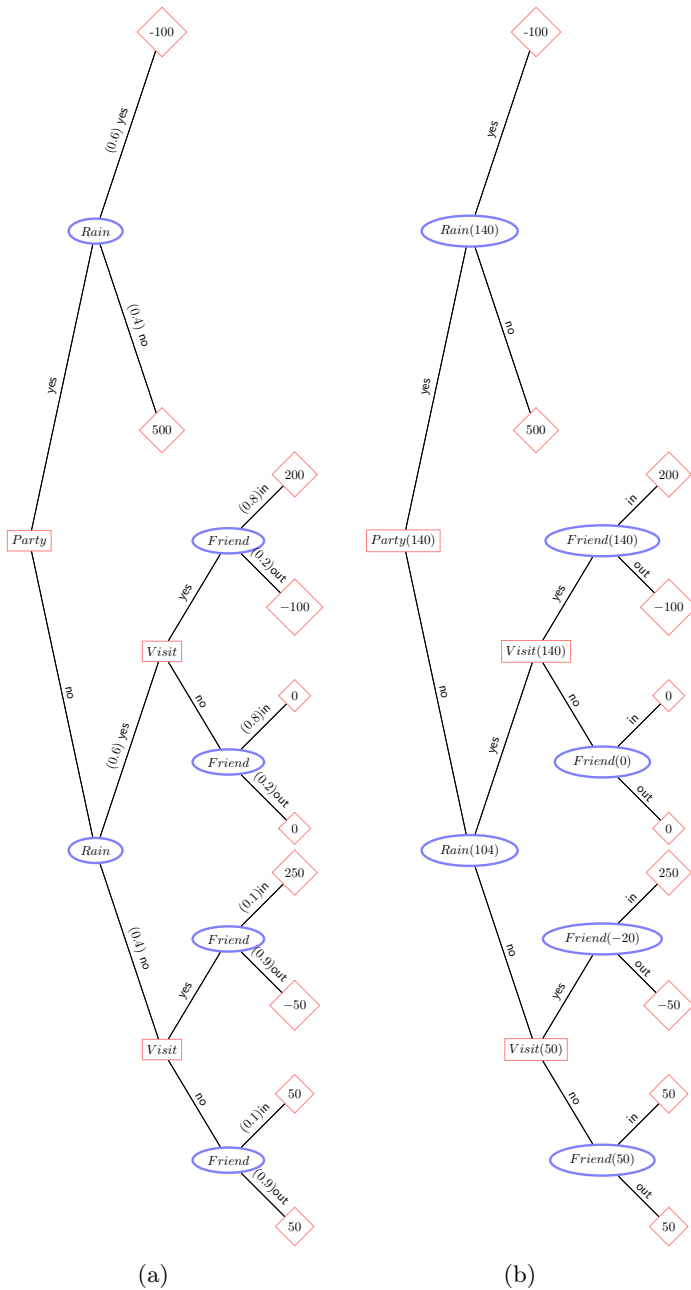 -100
(0.6) yes
Rain
(0.4) no
500
yes
Party
no
200
(0.8)in
Friend
(0.2)out
−100
yes
Visit
no
0
(0.8)in
Friend
(0.2)out
0
(0.6) yes
Rain
(0.4) no
250
(0.1)in
Friend
(0.9)out
−50
yes
Visit
no
50
(0.1)in
Friend
(0.9)out
50
(a)
-100
yes
Rain(140)
no
500
yes
Party(140)
no
200
in
Friend(140)
out
−100
yes
Visit(140)
no
0
in
Friend(0)
out
0
yes
Rain(104)
no
250
in
Friend(−20)
out
−50
yes
Visit(50)
no
50
in
Friend(50)
out
50
(b)